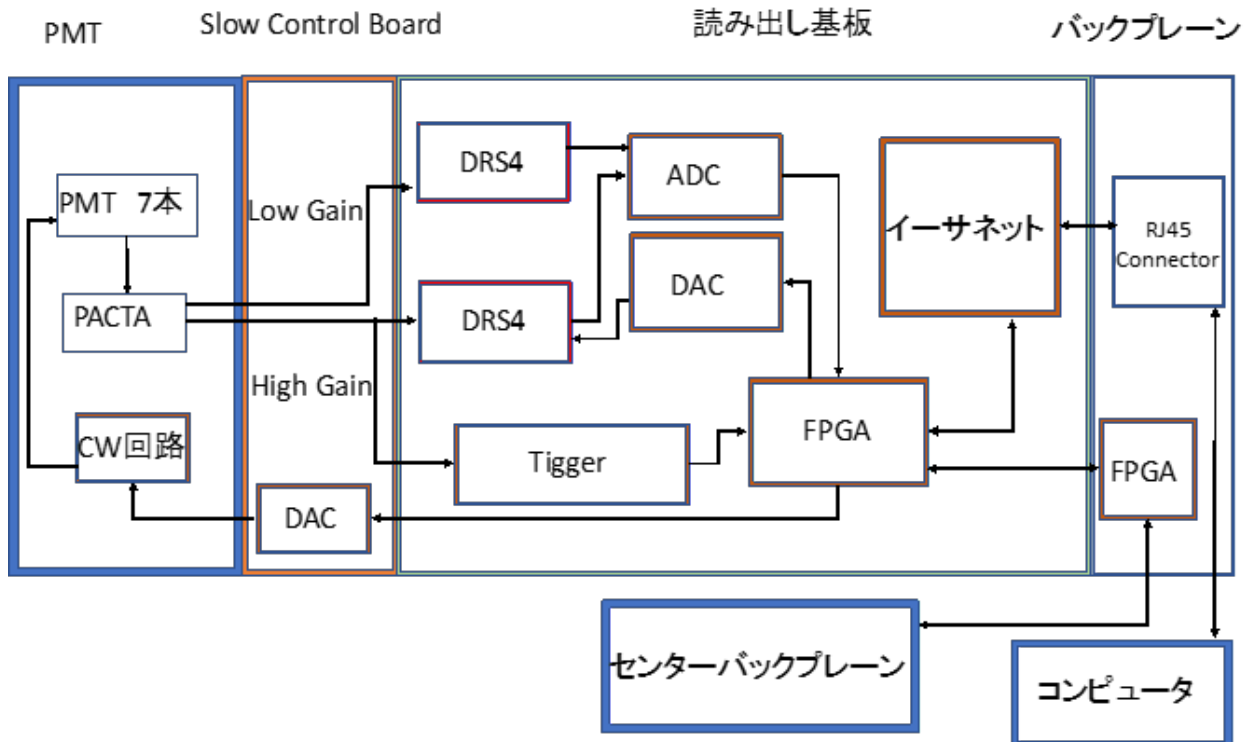 PMT
Slow Control Board
読み出し基板
バックプレーン
PMT 7本
PACTA
CW回路
Low Gain
High Gain
DAC
DRS4
DRS4
Tigger
ADC
DAC
FPGA
イーサネット
RJ45
Connector
FPGA
センターバックプレーン
コンピュータ